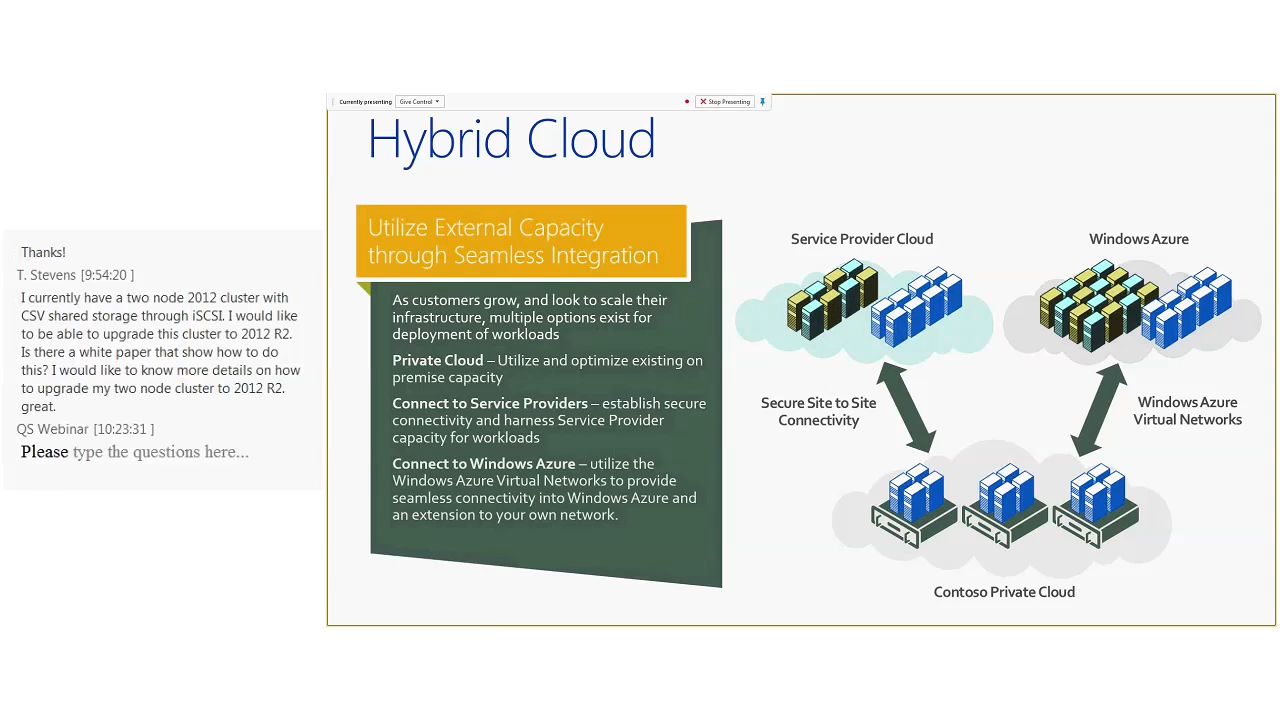 Thanks!
T. Stevens [9:54:20 ]
I currently have a two node 2012 cluster with
CSV shared storage through iSCSI. I would like
to be able to upgrade this cluster to 2012 R2.
Is there a white paper that show how to do
this? I would like to know more details on how
to upgrade my two node cluster to 2012 R2.
great.
QS Webinar [10:23:31 ]
Please type the questions here...
Currently presenting
Give Control
Stop Presenting
Hybrid Cloud
Utilize External Capacity
through Seamless Integration
As customers grow, and look to scale their
infrastructure, multiple options exist for
deployment of workloads
Private Cloud – Utilize and optimize existing on
premise capacity
Connect to Service Providers – establish secure
connectivity and harness Service Provider
capacity for workloads
Connect to Windows Azure – utilize the
Windows Azure Virtual Networks to provide
seamless connectivity into Windows Azure and
an extension to your own network.
Service Provider Cloud
Windows Azure
Secure Site to Site
Connectivity
Windows Azure
Virtual Networks
Contoso Private Cloud